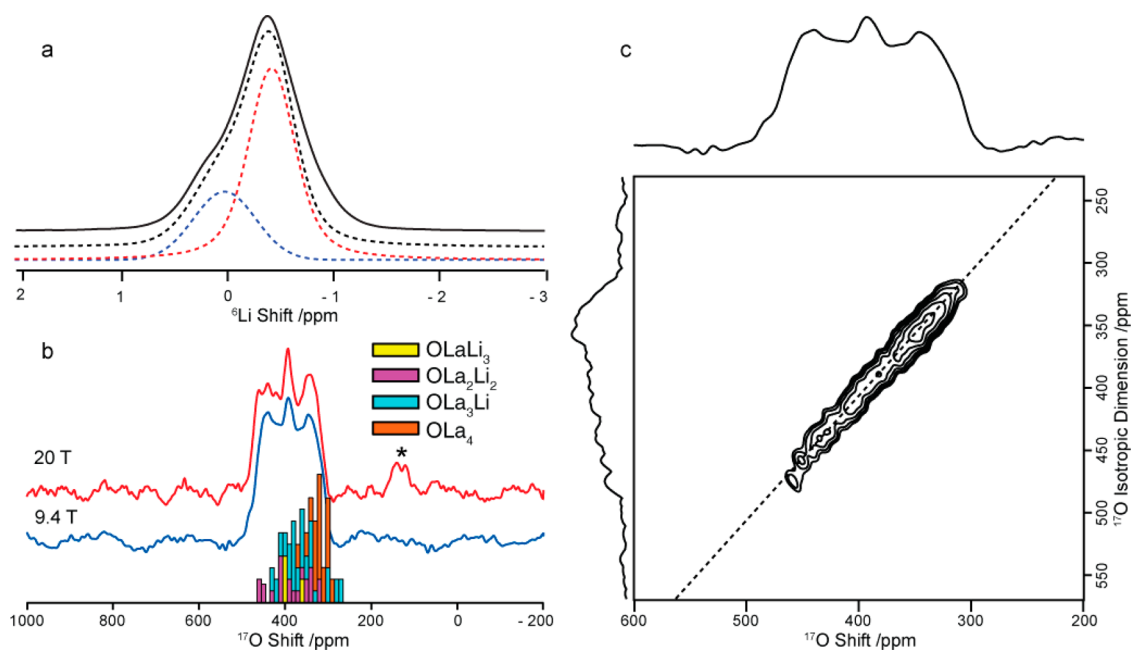 a
2 1 0 - 1 - 2 - 3
⁶Li Shift /ppm
b
OLaLi₃
OLa₂Li₂
OLa₃Li
OLa₄
20 T
*
9.4 T
1000 800 600 400 200 0 - 200
¹⁷O Shift /ppm
c
250
300
350
400
450
500
550
¹⁷O Isotropic Dimension /ppm
600 500 400 300 200
¹⁷O Shift /ppm